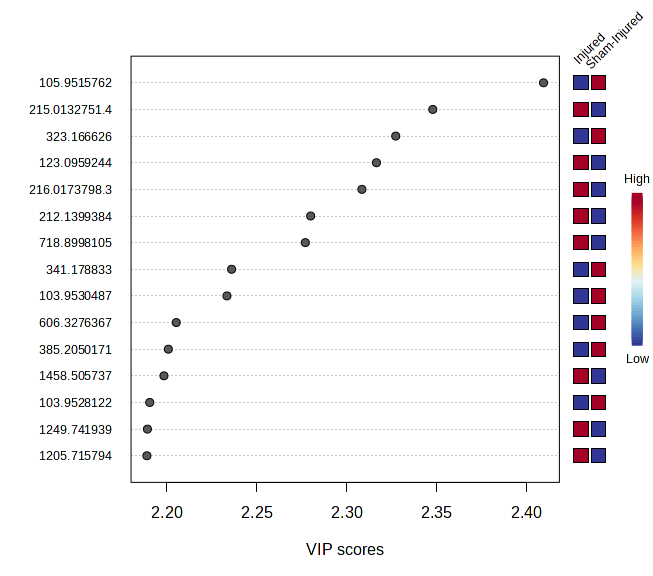 Injured
Sham-Injured
105.9515762
215.0132751.4
323.166626
123.0959244
216.0173798.3
212.1399384
718.8998105
341.178833
103.9530487
606.3276367
385.2050171
1458.505737
103.9528122
1249.741939
1205.715794
High
Low
2.20 2.25 2.30 2.35 2.40
VIP scores